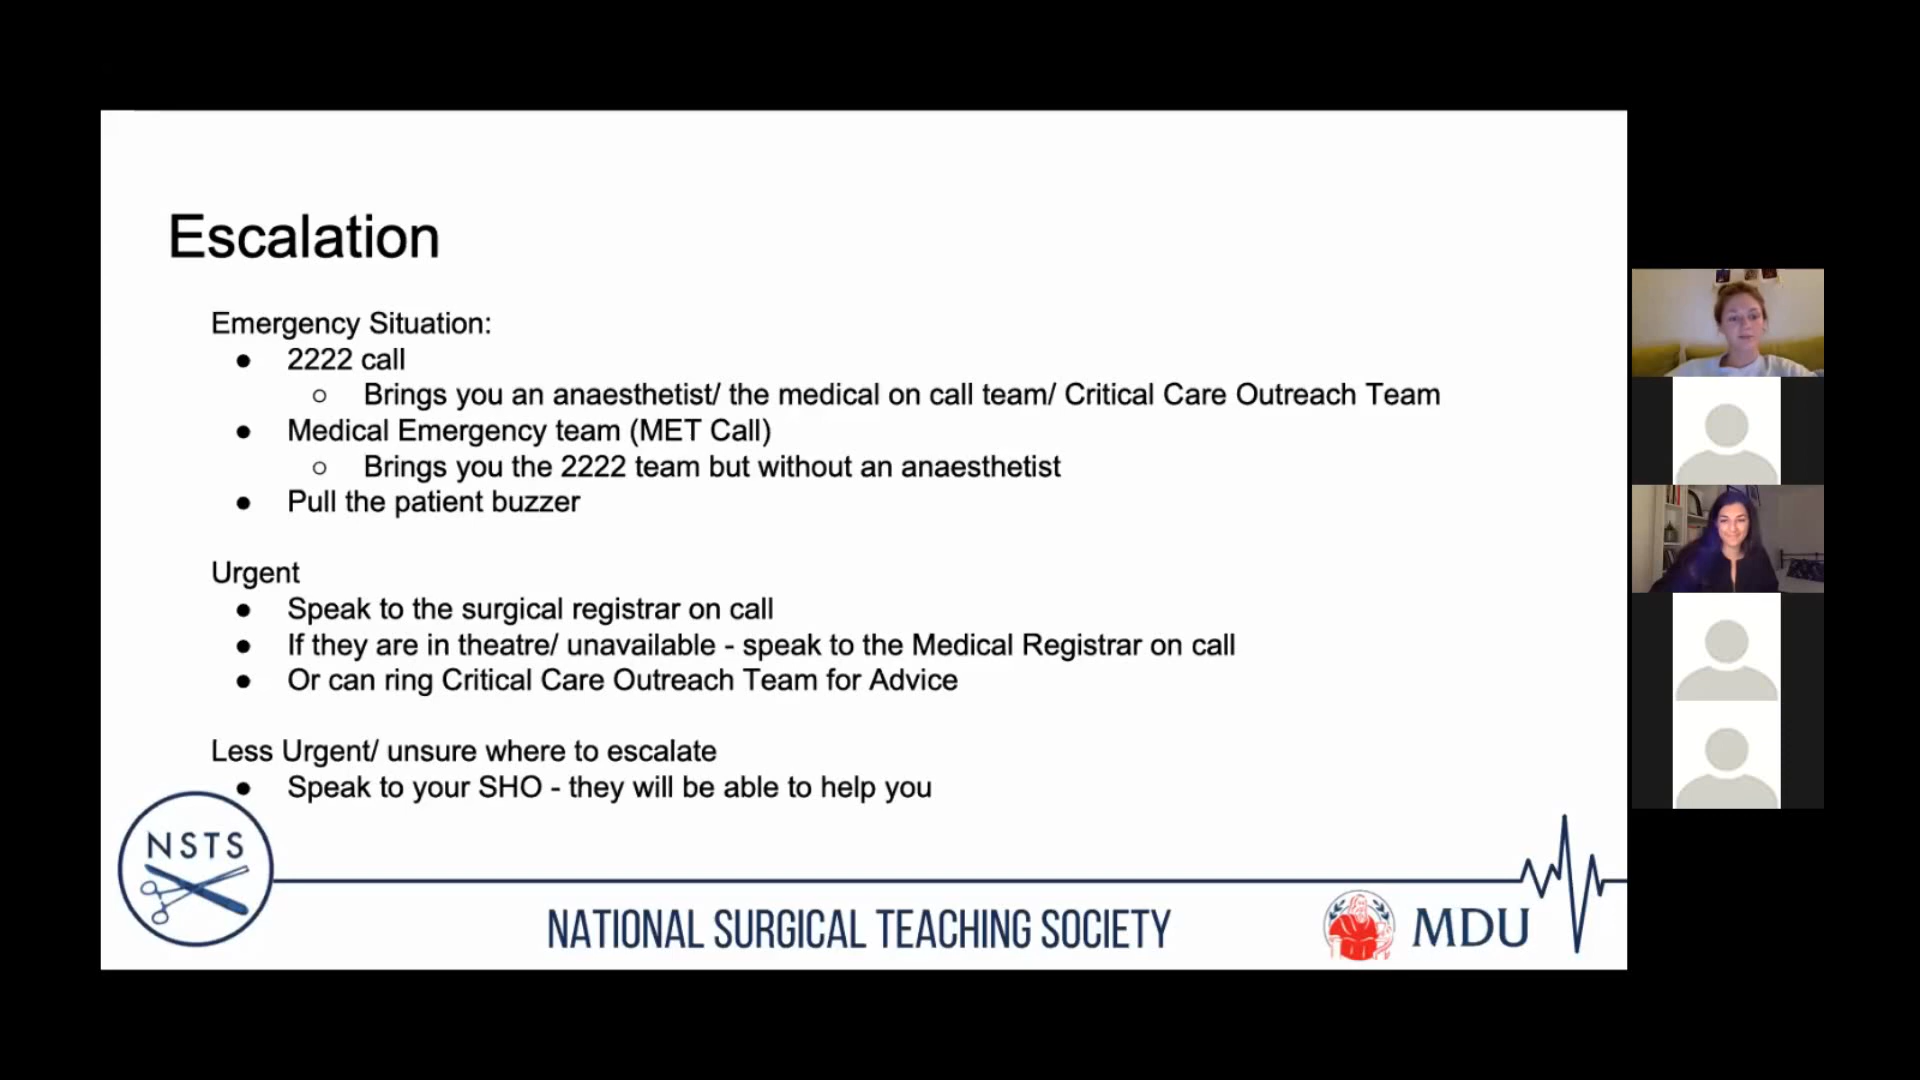 Escalation
Emergency Situation:
● 2222 call
○ Brings you an anaesthetist/ the medical on call team/ Critical Care Outreach Team
● Medical Emergency team (MET Call)
○ Brings you the 2222 team but without an anaesthetist
● Pull the patient buzzer
Urgent
● Speak to the surgical registrar on call
● If they are in theatre/ unavailable - speak to the Medical Registrar on call
● Or can ring Critical Care Outreach Team for Advice
Less Urgent/ unsure where to escalate
● Speak to your SHO - they will be able to help you
NSTS
NATIONAL SURGICAL TEACHING SOCIETY
MDU